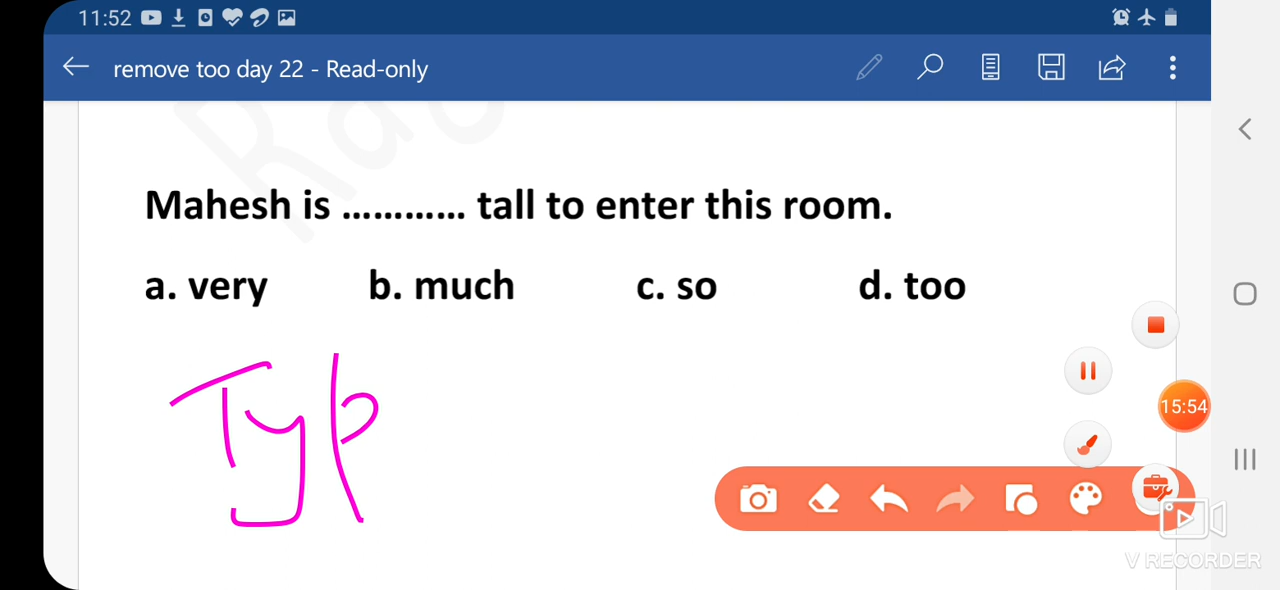 11:52
remove too day 22 - Read-only
Mahesh is ............ tall to enter this room.
a. very b. much c. so d. too
Typ
15:54
V RECORDER